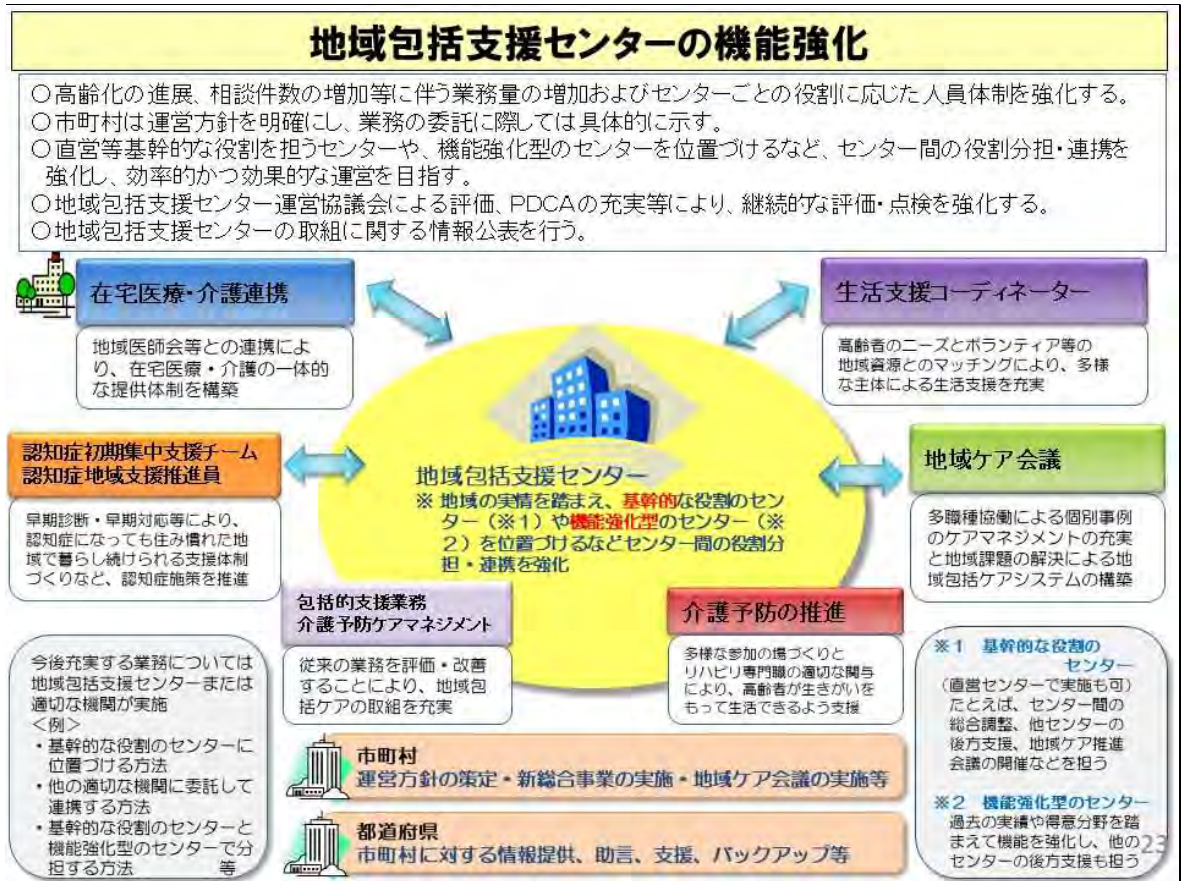 地域包括支援センターの機能強化
○高齢化の進展、相談件数の増加等に伴う業務量の増加およびセンターごとの役割に応じた人員体制を強化する。
○市町村は運営方針を明確にし、業務の委託に際しては具体的に示す。
○直営等基幹的な役割を担うセンターや、機能強化型のセンターを位置づけるなど、センター間の役割分担・連携を
強化し、効率的かつ効果的な運営を目指す。
○地域包括支援センター運営協議会による評価、PDCAの充実等により、継続的な評価・点検を強化する。
○地域包括支援センターの取組に関する情報公表を行う。
在宅医療・介護連携
地域医師会等との連携によ
り、在宅医療・介護の一体的
な提供体制を構築
生活支援コーディネーター
高齢者のニーズとボランティア等の
地域資源とのマッチングにより、多様
な主体による生活支援を充実
認知症初期集中支援チーム
認知症地域支援推進員
早期診断・早期対応等により、
認知症になっても住み慣れた地
域で暮らし続けられる支援体制
づくりなど、認知症施策を推進
地域包括支援センター
※ 地域の実情を踏まえ、基幹的な役割のセン
ター（※１）や機能強化型のセンター（※
２）を位置づけるなどセンター間の役割分
担・連携を強化
地域ケア会議
多職種協働による個別事例
のケアマネジメントの充実
と地域課題の解決による地
域包括ケアシステムの構築
包括的支援業務
介護予防ケアマネジメント
従来の業務を評価・改善
することにより、地域包
括ケアの取組を充実
介護予防の推進
多様な参加の場づくりと
リハビリ専門職の適切な関与
により、高齢者が生きがいを
もって生活できるよう支援
今後充実する業務については
地域包括支援センターまたは
適切な機関が実施
＜例＞
・基幹的な役割のセンターに
位置づける方法
・他の適切な機関に委託して
連携する方法
・基幹的な役割のセンターと
機能強化型のセンターで分
担する方法 等
市町村
運営方針の策定・新総合事業の実施・地域ケア会議の実施等
都道府県
市町村に対する情報提供、助言、支援、バックアップ等
※１ 基幹的な役割の
センター
（直営センターで実施も可）
たとえば、センター間の
総合調整、他センターの
後方支援、地域ケア推進
会議の開催などを担う
※２ 機能強化型のセンター
過去の実績や得意分野を踏
まえて機能を強化し、他の
センターの後方支援も担う
23